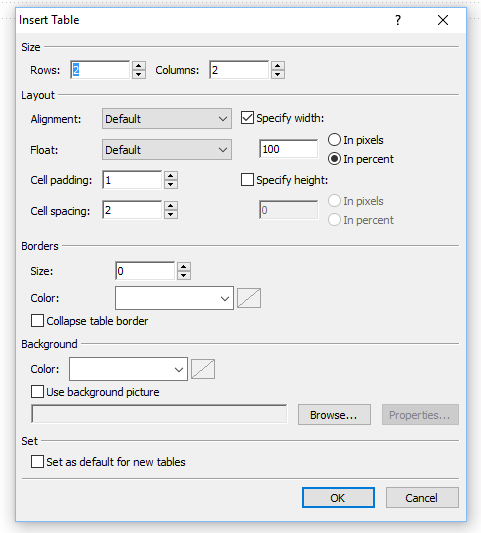 Insert Table ?
Size
Rows: 2 Columns: 2
Layout
Alignment: Default Specify width:
Float: Default 100 In pixels
In percent
Cell padding: 1 Specify height:
Cell spacing: 2 0 In pixels
In percent
Borders
Size: 0
Color:
Collapse table border
Background
Color:
Use background picture
Browse... Properties...
Set
Set as default for new tables
OK Cancel